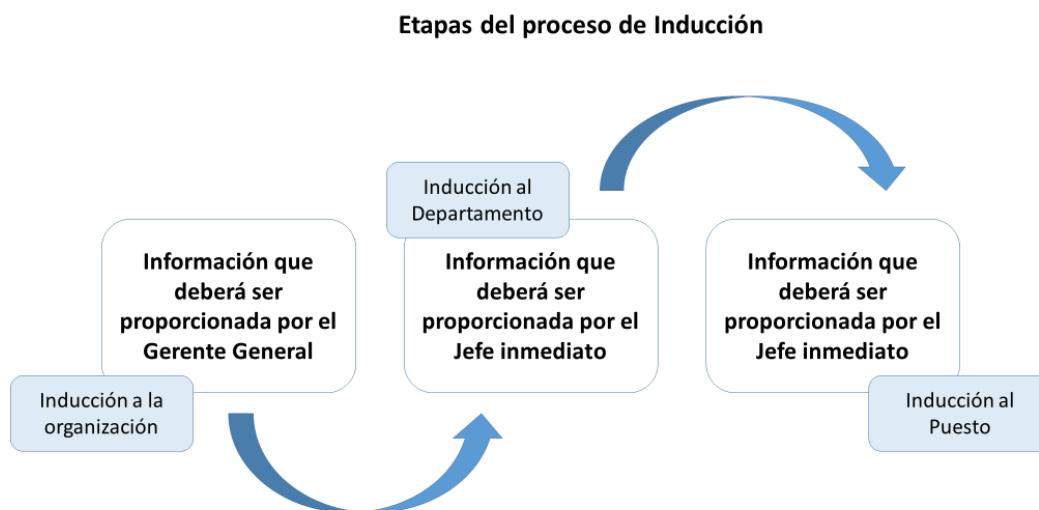 Etapas del proceso de Inducción
Información que
deberá ser
proporcionada por el
Gerente General
Inducción a la
organización
Inducción al
Departamento
Información que
deberá ser
proporcionada por el
Jefe inmediato
Información que
deberá ser
proporcionada por el
Jefe inmediato
Inducción al
Puesto